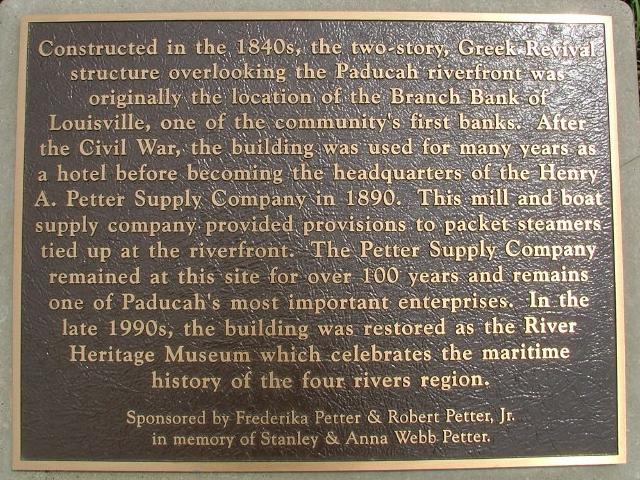 Constructed in the 1840s, the two-story, Greek Revival
structure overlooking the Paducah riverfront was
originally the location of the Branch Bank of
Louisville, one of the community's first banks. After
the Civil War, the building was used for many years as
a hotel before becoming the headquarters of the Henry
A. Petter Supply Company in 1890. This mill and boat
supply company provided provisions to packet steamers
tied up at the riverfront. The Petter Supply Company
remained at this site for over 100 years and remains
one of Paducah's most important enterprises. In the
late 1990s, the building was restored as the River
Heritage Museum which celebrates the maritime
history of the four rivers region.
Sponsored by Frederika Petter & Robert Petter, Jr.
in memory of Stanley & Anna Webb Petter.